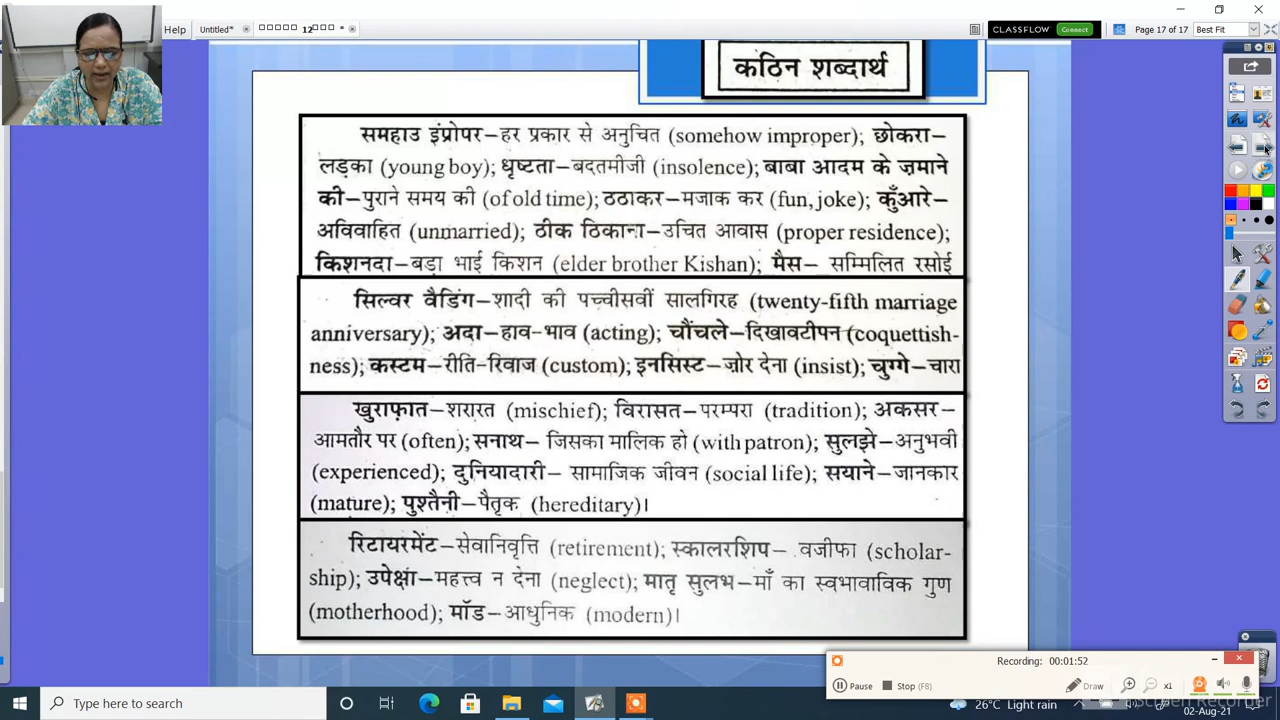 Help
Untitled*
12
*
CLASSFLOW
Connect
Page 17 of 17
Best Fit
कठिन शब्दार्थ
समहाउ इंप्रोपर–हर प्रकार से अनुचित (somehow improper); छोकरा–
लड़का (young boy); धृष्टता–बदतमीजी (insolence); बाबा आदम के ज़माने
की–पुराने समय की (of old time); ठठाकर–मजाक कर (fun, joke); कुँआरे–
अविवाहित (unmarried); ठीक ठिकाना–उचित आवास (proper residence);
किशनदा–बड़ा भाई किशन (elder brother Kishan); मैस– सम्मिलित रसोई
सिल्वर वैडिंग–शादी की पच्चीसवीं सालगिरह (twenty-fifth marriage
anniversary); अदा–हाव-भाव (acting); चौंचले–दिखावटीपन (coquettish-
ness); कस्टम–रीति-रिवाज (custom); इनसिस्ट–ज़ोर देना (insist); चुग्गे–चारा
खुराफ़ात–शरारत (mischief); विरासत–परम्परा (tradition); अकसर–
आमतौर पर (often); सनाथ–जिसका मालिक हो (with patron); सुलझे–अनुभवी
(experienced); दुनियादारी– सामाजिक जीवन (social life); सयाने–जानकार
(mature); पुश्तैनी–पैतृक (hereditary)।
रिटायरमेंट–सेवानिवृत्ति (retirement); स्कालरशिप– वजीफा (scholar-
ship); उपेक्षा–महत्त्व न देना (neglect); मातृ सुलभ–माँ का स्वभावाविक गुण
(motherhood); मॉड–आधुनिक (modern)।
Recording: 00:01:52
Pause
Stop (F8)
Draw
x1
Screen Recorder
Type here to search
26°C Light rain
02-Aug-21